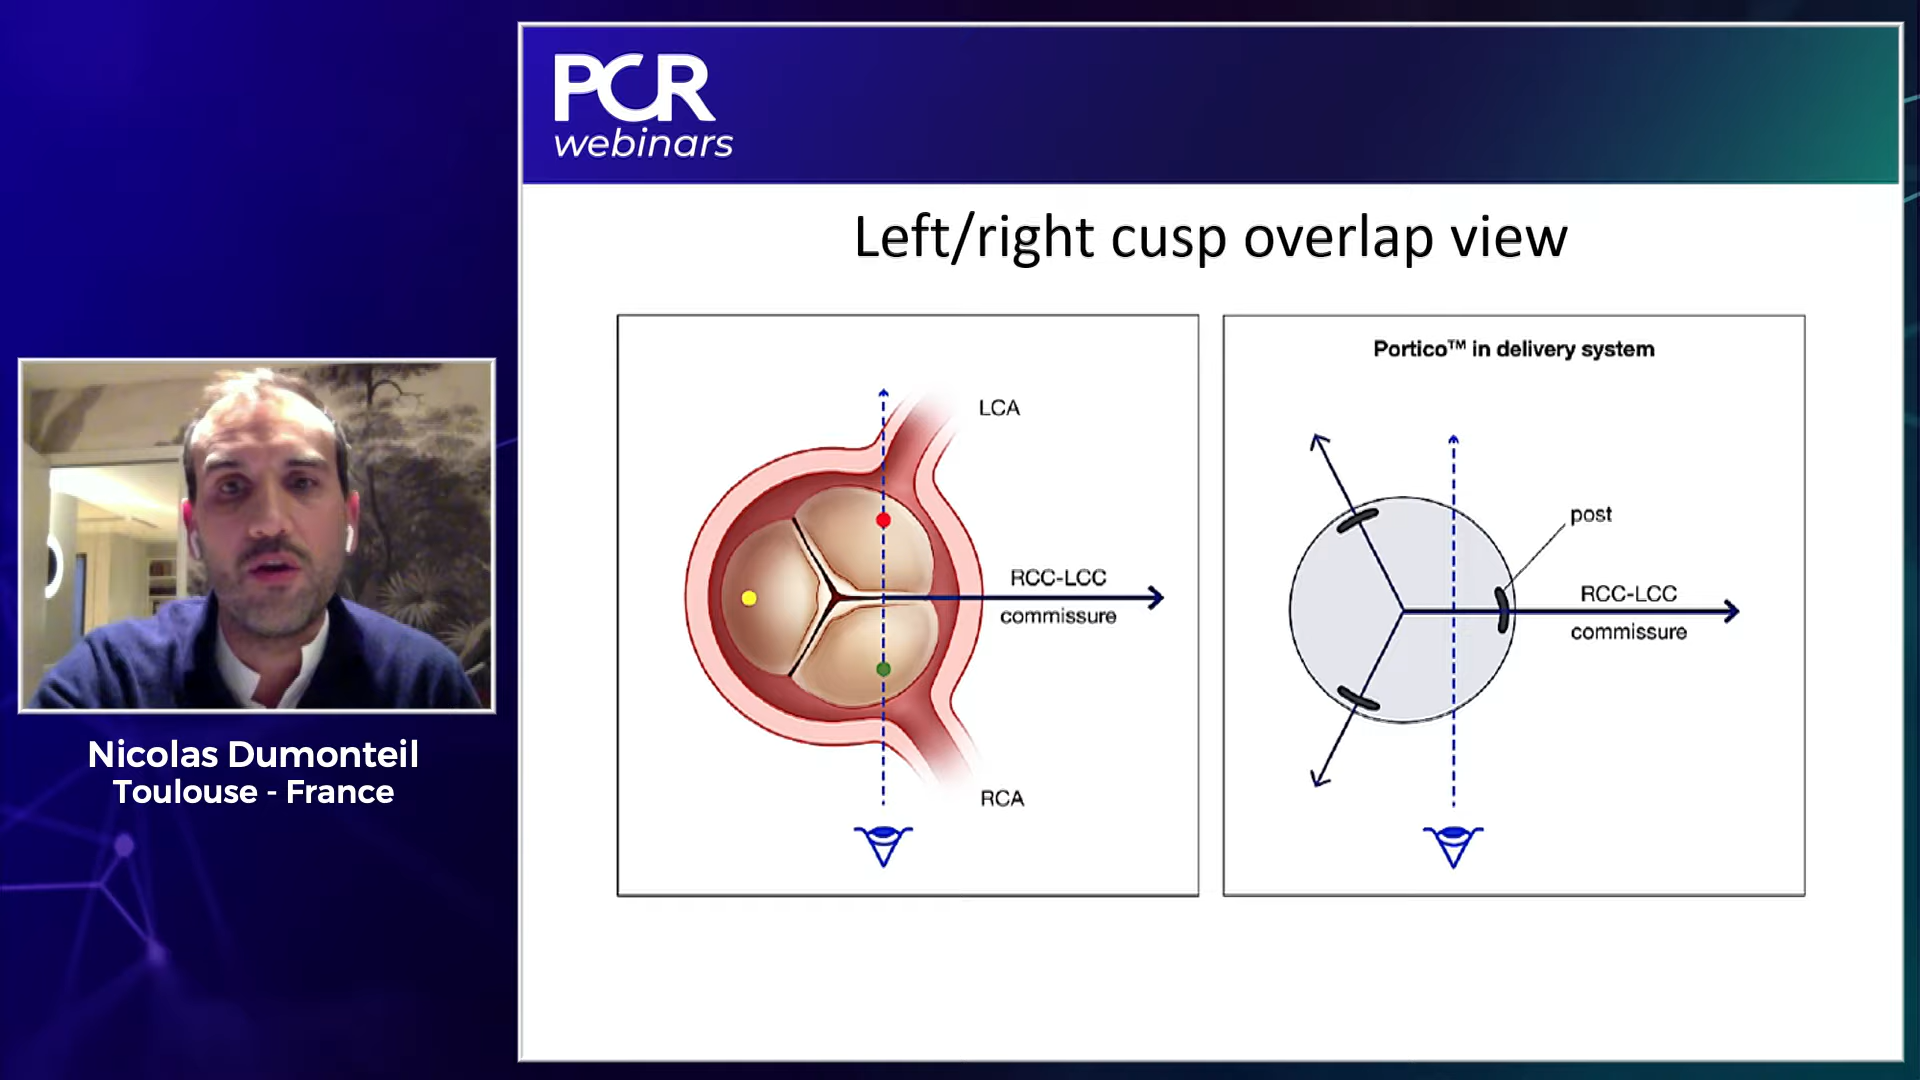 PCR
webinars
Left/right cusp overlap view
LCA
RCC-LCC
commissure
RCA
Portico™ in delivery system
post
RCC-LCC
commissure
Nicolas Dumonteil
Toulouse - France